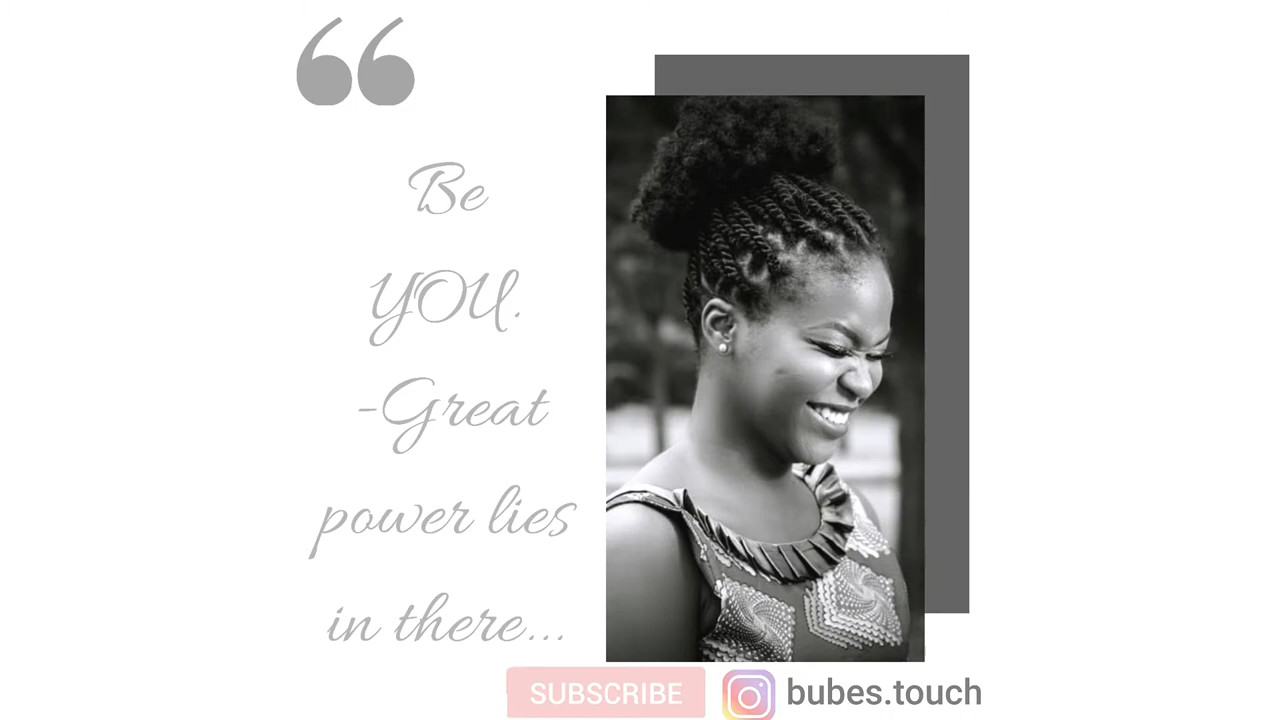 Be
YOU.
-Great
power lies
in there...
SUBSCRIBE
bubes.touch